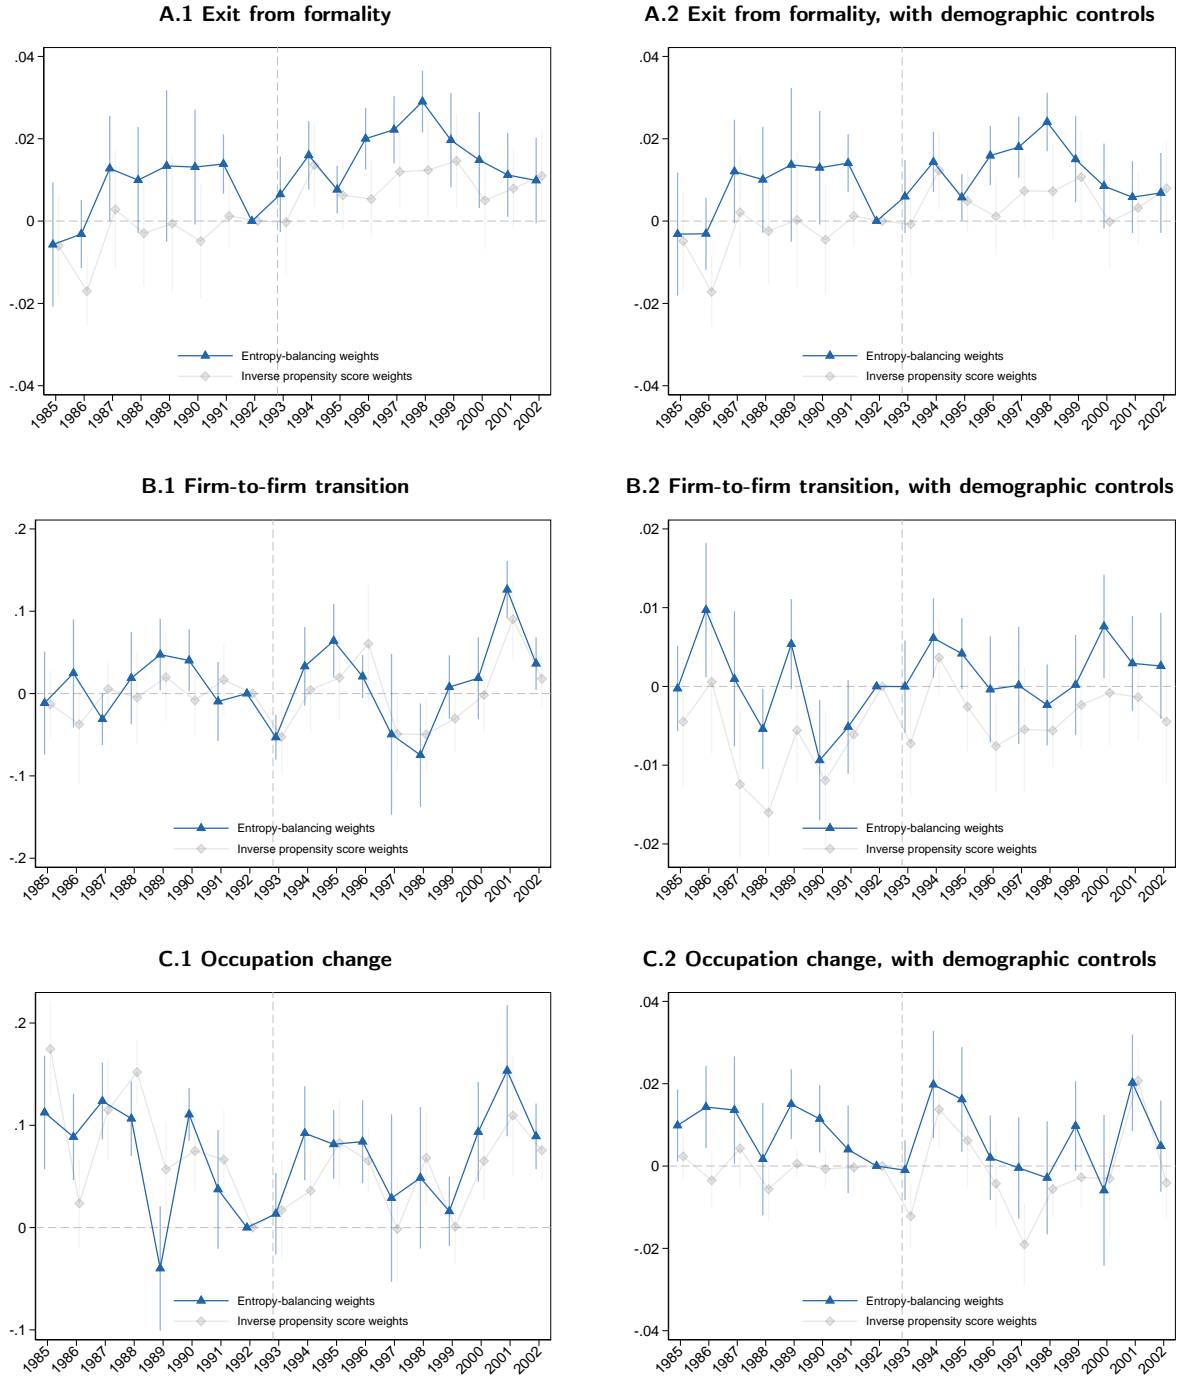 A.1 Exit from formality
.04
.02
0
-.02
-.04
Entropy-balancing weights
Inverse propensity score weights
1985 1986 1987 1988 1989 1990 1991 1992 1993 1994 1995 1996 1997 1998 1999 2000 2001 2002
A.2 Exit from formality, with demographic controls
.04
.02
0
-.02
-.04
Entropy-balancing weights
Inverse propensity score weights
1985 1986 1987 1988 1989 1990 1991 1992 1993 1994 1995 1996 1997 1998 1999 2000 2001 2002
B.1 Firm-to-firm transition
.2
.1
0
-.1
-.2
Entropy-balancing weights
Inverse propensity score weights
1985 1986 1987 1988 1989 1990 1991 1992 1993 1994 1995 1996 1997 1998 1999 2000 2001 2002
B.2 Firm-to-firm transition, with demographic controls
.02
.01
0
-.01
-.02
Entropy-balancing weights
Inverse propensity score weights
1985 1986 1987 1988 1989 1990 1991 1992 1993 1994 1995 1996 1997 1998 1999 2000 2001 2002
C.1 Occupation change
.2
.1
0
-.1
Entropy-balancing weights
Inverse propensity score weights
1985 1986 1987 1988 1989 1990 1991 1992 1993 1994 1995 1996 1997 1998 1999 2000 2001 2002
C.2 Occupation change, with demographic controls
.04
.02
0
-.02
-.04
Entropy-balancing weights
Inverse propensity score weights
1985 1986 1987 1988 1989 1990 1991 1992 1993 1994 1995 1996 1997 1998 1999 2000 2001 2002